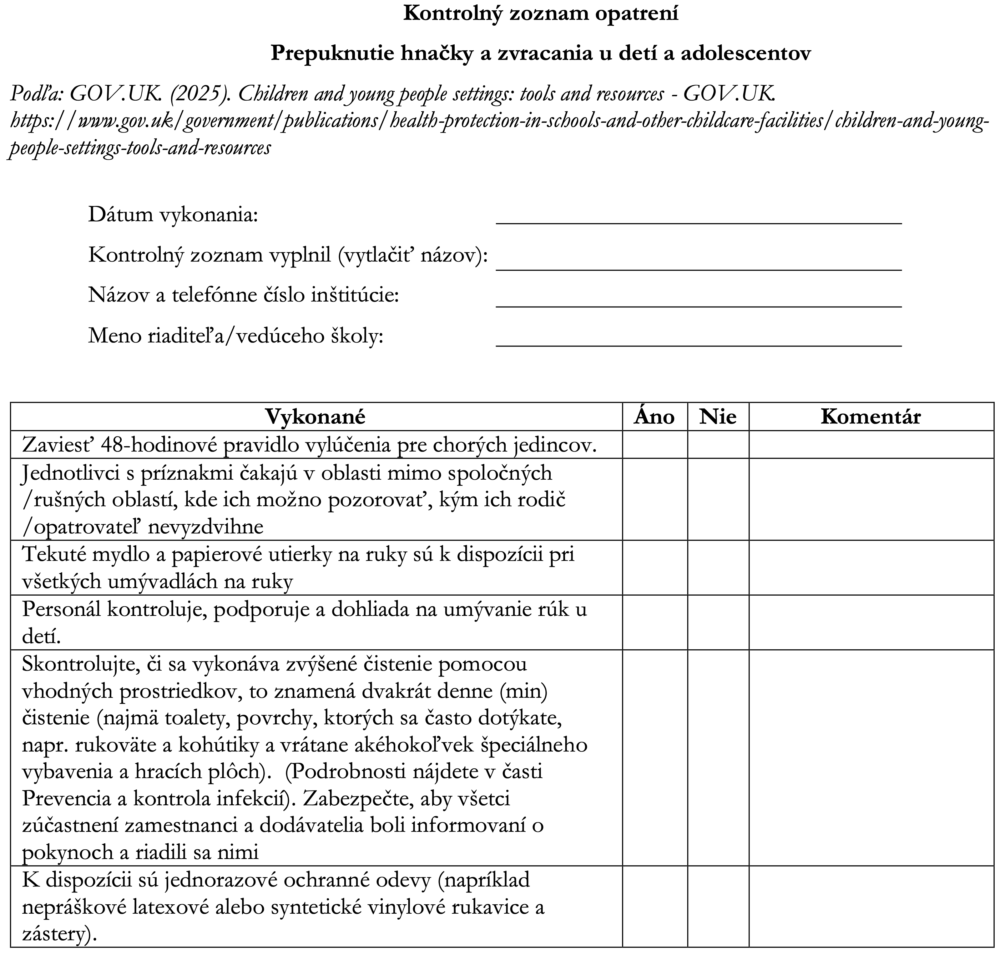 Kontrolný zoznam opatrení
Prepuknutie hnačky a zvracania u detí a adolescentov
Podľa: GOV.UK. (2025). Children and young people settings: tools and resources - GOV.UK.
https://www.gov.uk/government/publications/health-protection-in-schools-and-other-childcare-facilities/children-and-young-
people-settings-tools-and-resources
Dátum vykonania:
Kontrolný zoznam vyplnil (vytlačiť názov):
Názov a telefónne číslo inštitúcie:
Meno riaditeľa/vedúceho školy:
Vykonané Áno Nie Komentár
Zaviesť 48-hodinové pravidlo vylúčenia pre chorých jedincov.
Jednotlivci s príznakmi čakajú v oblasti mimo spoločných
/rušných oblastí, kde ich možno pozorovať, kým ich rodič
/opatrovateľ nevyzdvihne
Tekuté mydlo a papierové utierky na ruky sú k dispozícii pri
všetkých umývadlách na ruky
Personál kontroluje, podporuje a dohliada na umývanie rúk u
detí.
Skontrolujte, či sa vykonáva zvýšené čistenie pomocou
vhodných prostriedkov, to znamená dvakrát denne (min)
čistenie (najmä toalety, povrchy, ktorých sa často dotýkate,
napr. rukoväte a kohútiky a vrátane akéhokoľvek špeciálneho
vybavenia a hracích plôch). (Podrobnosti nájdete v časti
Prevencia a kontrola infekcií). Zabezpečte, aby všetci
zúčastnení zamestnanci a dodávatelia boli informovaní o
pokynoch a riadili sa nimi
K dispozícii sú jednorazové ochranné odevy (napríklad
nepráškové latexové alebo syntetické vinylové rukavice a
zástery).